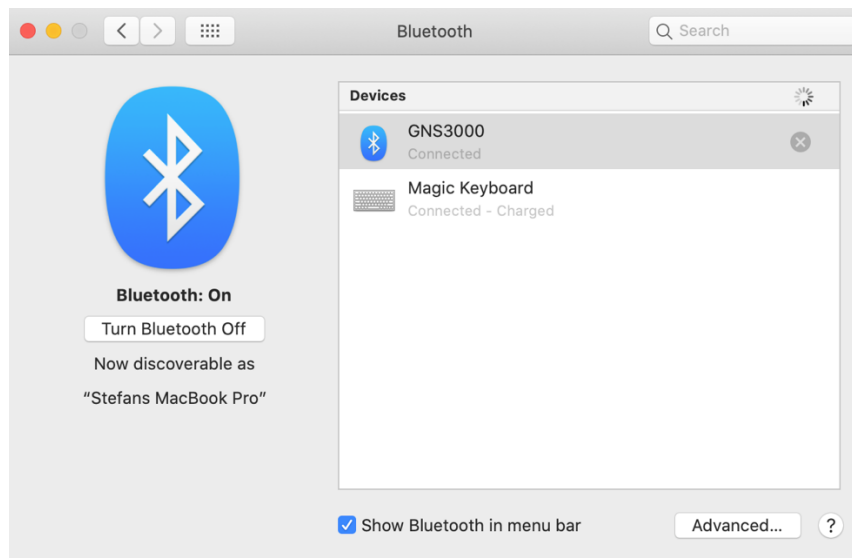 Bluetooth
Search
Devices
GNS3000
Connected
Magic Keyboard
Connected - Charged
Bluetooth: On
Turn Bluetooth Off
Now discoverable as
“Stefans MacBook Pro”
Show Bluetooth in menu bar
Advanced...
?